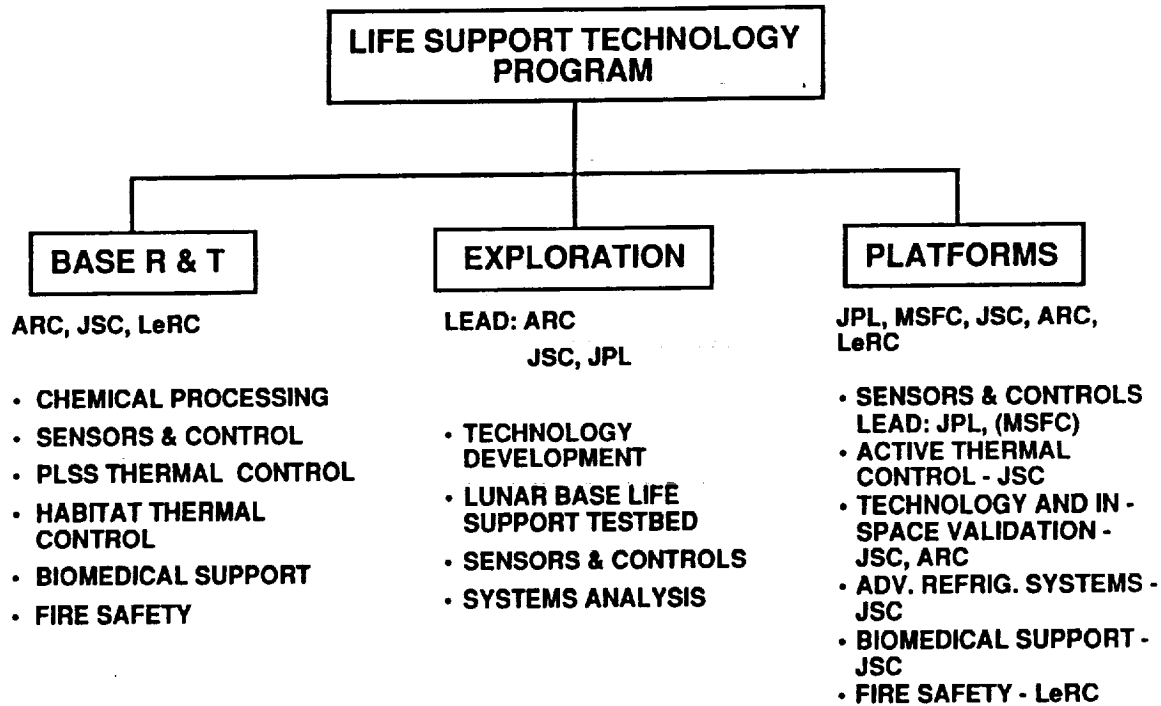 LIFE SUPPORT TECHNOLOGY
PROGRAM
BASE R & T
ARC, JSC, LeRC
• CHEMICAL PROCESSING
• SENSORS & CONTROL
• PLSS THERMAL CONTROL
• HABITAT THERMAL
CONTROL
• BIOMEDICAL SUPPORT
• FIRE SAFETY
EXPLORATION
LEAD: ARC
JSC, JPL
• TECHNOLOGY
DEVELOPMENT
• LUNAR BASE LIFE
SUPPORT TESTBED
• SENSORS & CONTROLS
• SYSTEMS ANALYSIS
PLATFORMS
JPL, MSFC, JSC, ARC,
LeRC
• SENSORS & CONTROLS
LEAD: JPL, (MSFC)
• ACTIVE THERMAL
CONTROL - JSC
• TECHNOLOGY AND IN -
SPACE VALIDATION -
JSC, ARC
• ADV. REFRIG. SYSTEMS -
JSC
• BIOMEDICAL SUPPORT -
JSC
• FIRE SAFETY - LeRC